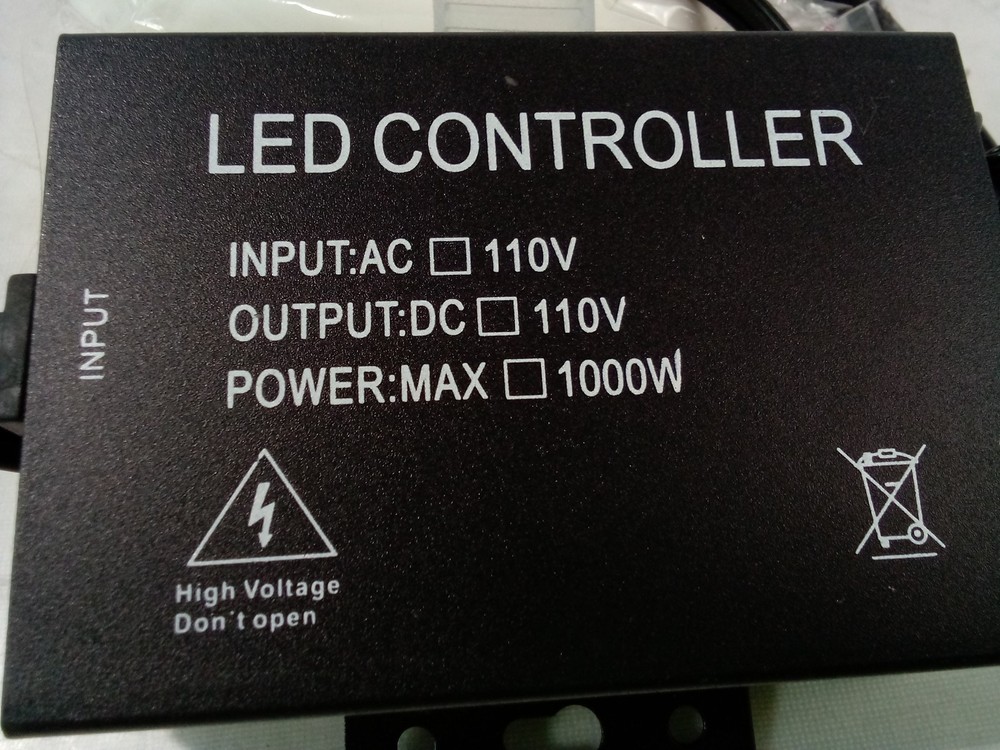 LED CONTROLLER
INPUT:AC □ 110V
OUTPUT:DC □ 110V
POWER:MAX □ 1000W
INPUT
High Voltage
Don't open